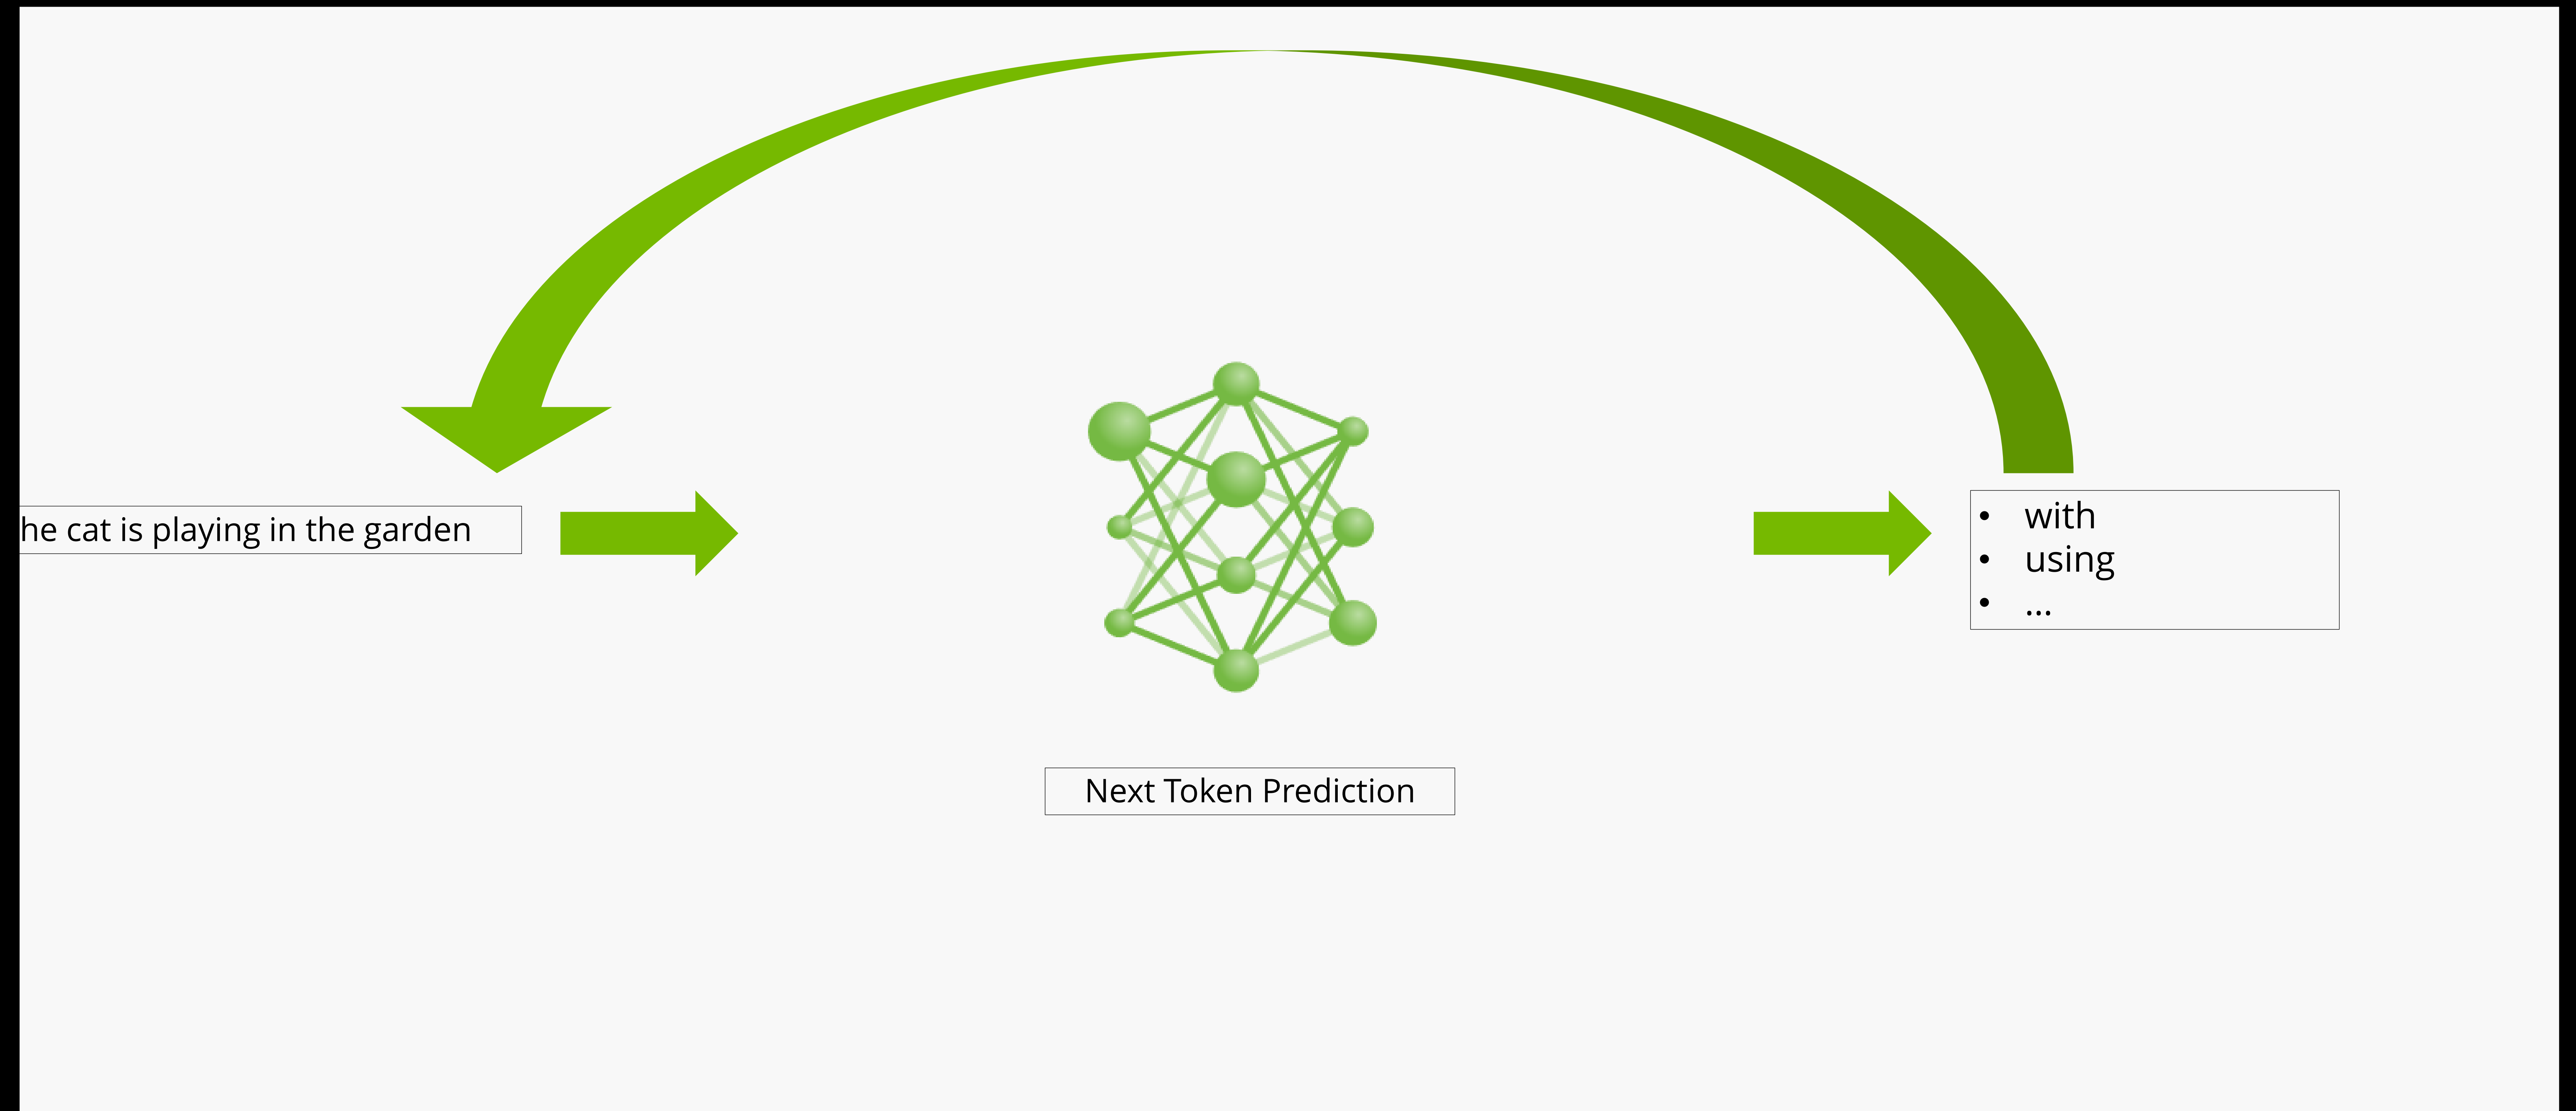 he cat is playing in the garden
• with
• using
• ...
Next Token Prediction